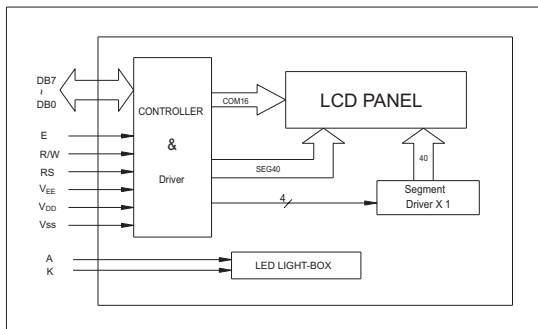 DB7
~
DB0
E
R/W
RS
VEE
VDD
Vss
A
K
CONTROLLER
&
Driver
COM16
SEG40
4
LCD PANEL
40
Segment
Driver X 1
LED LIGHT-BOX